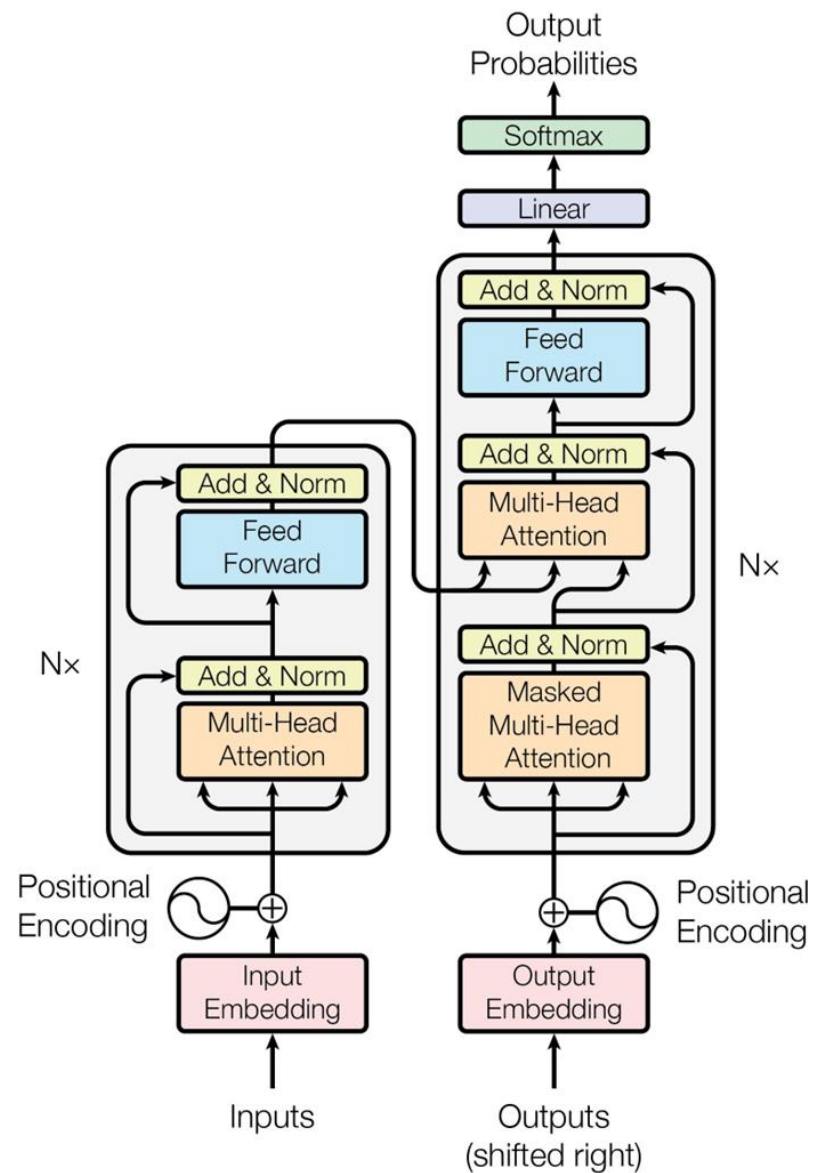 Output
Probabilities
Softmax
Linear
Add & Norm
Feed
Forward
Add & Norm
Multi-Head
Attention
Add & Norm
Masked
Multi-Head
Attention
Nx
Add & Norm
Feed
Forward
Add & Norm
Multi-Head
Attention
Nx
Positional
Encoding
Positional
Encoding
Input
Embedding
Output
Embedding
Inputs
Outputs
(shifted right)